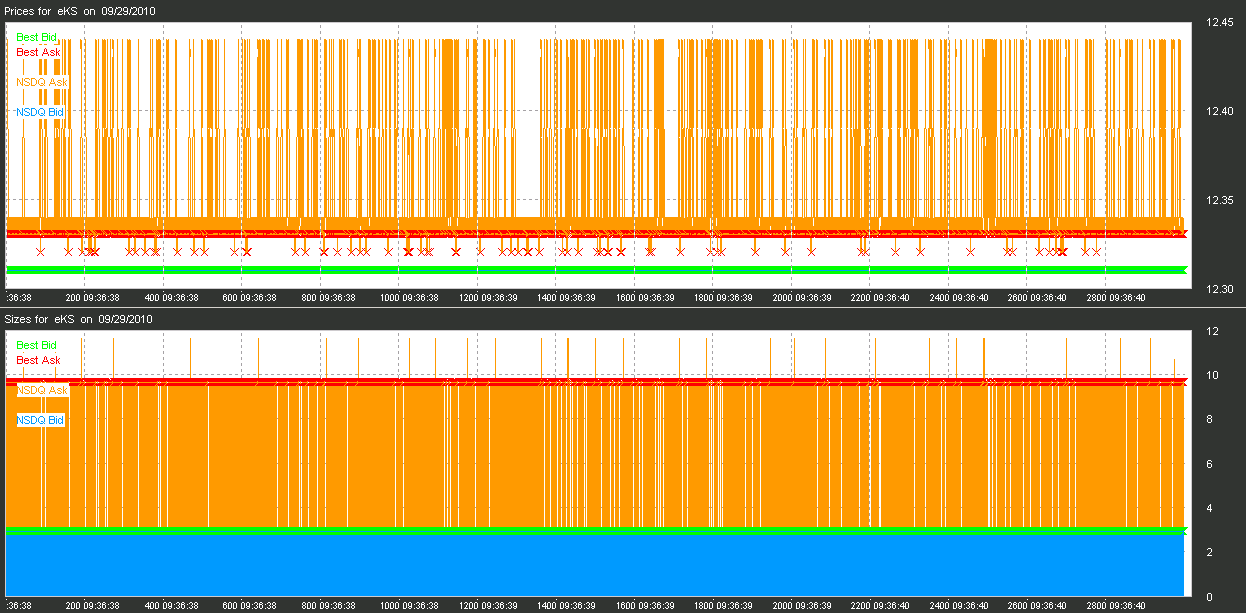 Prices for eKS on 09/29/2010
Best Bid
Best Ask
NSDQ Ask
NSDQ Bid
12.45
12.40
12.35
12.30
:36:38 200 09:36:38 400 09:36:38 600 09:36:38 800 09:36:38 1000 09:36:39 1200 09:36:39 1400 09:36:39 1600 09:36:39 1800 09:36:39 2000 09:36:39 2200 09:36:40 2400 09:36:40 2600 09:36:40 2800 09:36:40
Sizes for eKS on 09/29/2010
Best Bid
Best Ask
NSDQ Ask
NSDQ Bid
12
10
8
6
4
2
0
:36:38 200 09:36:38 400 09:36:38 600 09:36:38 800 09:36:38 1000 09:36:39 1200 09:36:39 1400 09:36:39 1600 09:36:39 1800 09:36:39 2000 09:36:39 2200 09:36:40 2400 09:36:40 2600 09:36:40 2800 09:36:40